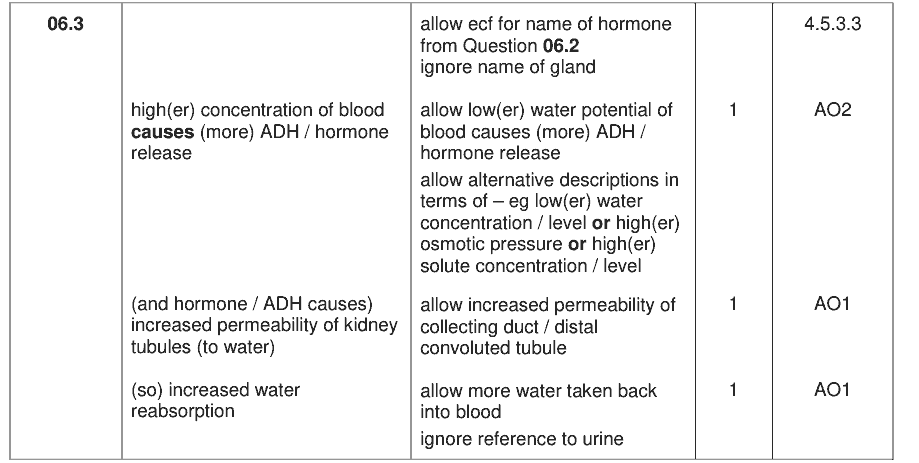 06.3
allow ecf for name of hormone
from Question 06.2
ignore name of gland
4.5.3.3
high(er) concentration of blood
causes (more) ADH / hormone
release
allow low(er) water potential of
blood causes (more) ADH /
hormone release
1
AO2
allow alternative descriptions in
terms of – eg low(er) water
concentration / level or high(er)
osmotic pressure or high(er)
solute concentration / level
(and hormone / ADH causes)
increased permeability of kidney
tubules (to water)
allow increased permeability of
collecting duct / distal
convoluted tubule
1
AO1
(so) increased water
reabsorption
allow more water taken back
into blood
1
AO1
ignore reference to urine